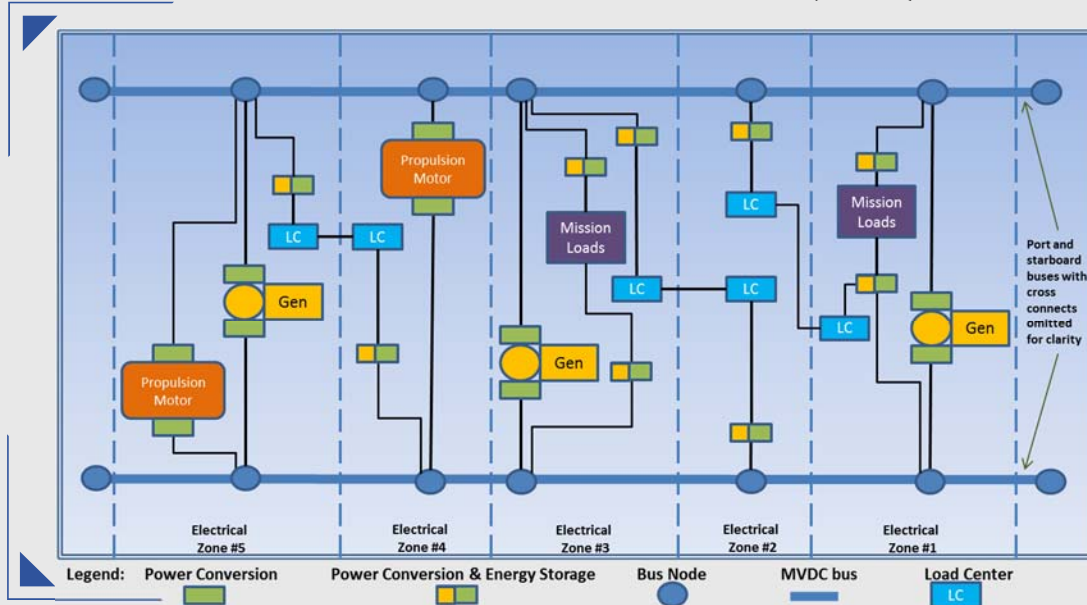 Propulsion
Motor
Mission
Loads
LC
LC
LC
Gen
Mission
Loads
LC
LC
LC
Gen
Gen
Propulsion
Motor
Port and
starboard
buses with
cross
connects
omitted
for clarity
Electrical
Zone #5
Electrical
Zone #4
Electrical
Zone #3
Electrical
Zone #2
Electrical
Zone #1
Legend: Power Conversion Power Conversion & Energy Storage Bus Node MVDC bus Load Center
LC